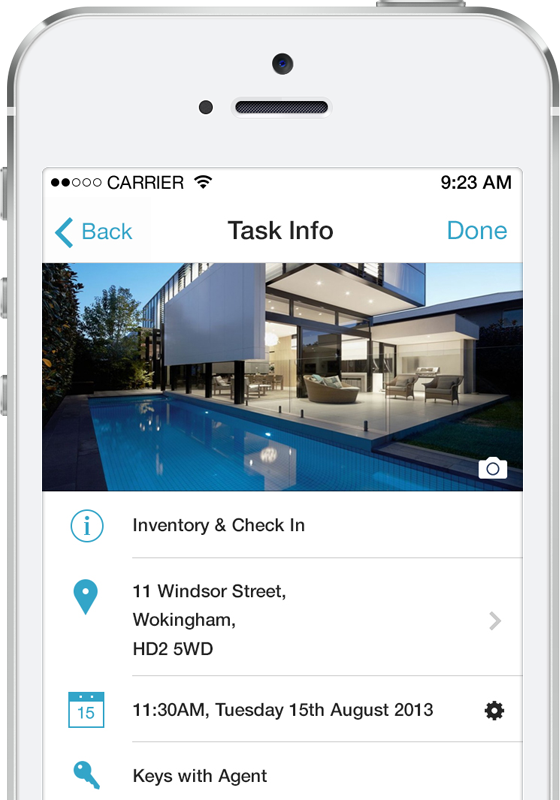 CARRIER 9:23 AM
Back Task Info Done
Inventory & Check In
11 Windsor Street,
Wokingham,
HD2 5WD
15 11:30AM, Tuesday 15th August 2013
Keys with Agent